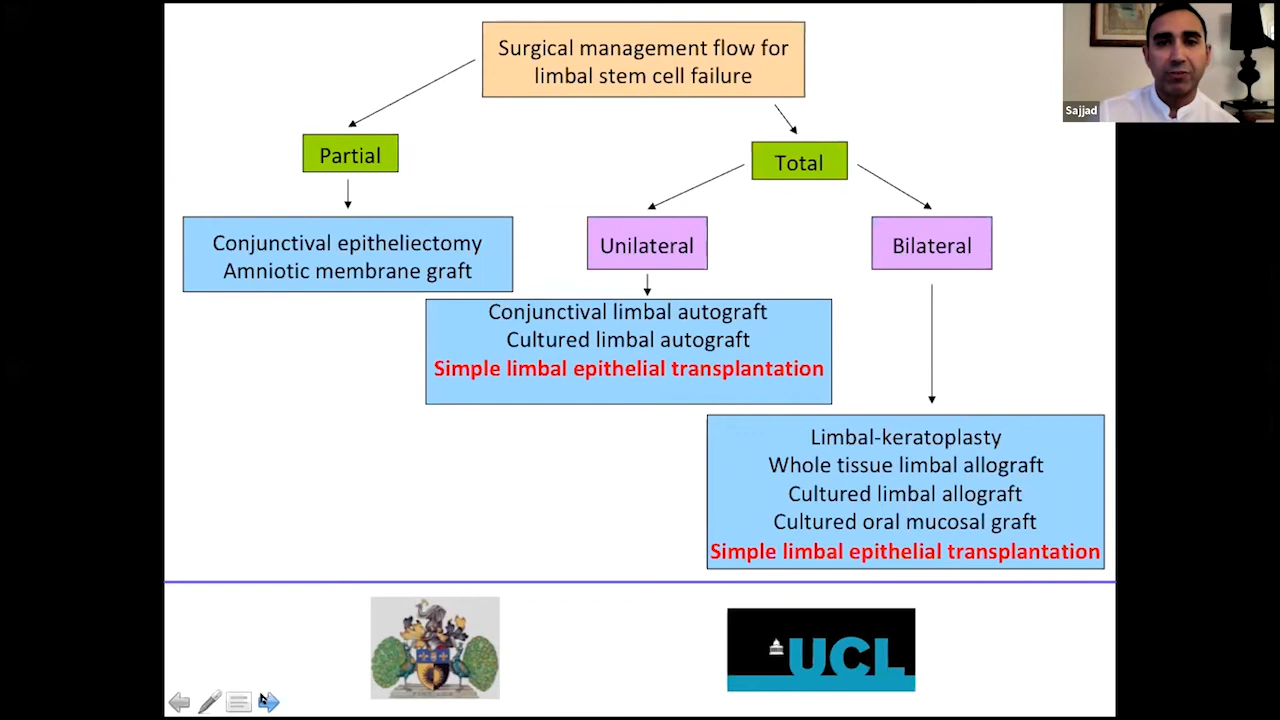 Surgical management flow for
limbal stem cell failure
Sajjad
Partial
Total
Conjunctival epitheliectomy
Amniotic membrane graft
Unilateral
Bilateral
Conjunctival limbal autograft
Cultured limbal autograft
Simple limbal epithelial transplantation
Limbal-keratoplasty
Whole tissue limbal allograft
Cultured limbal allograft
Cultured oral mucosal graft
Simple limbal epithelial transplantation
UCL